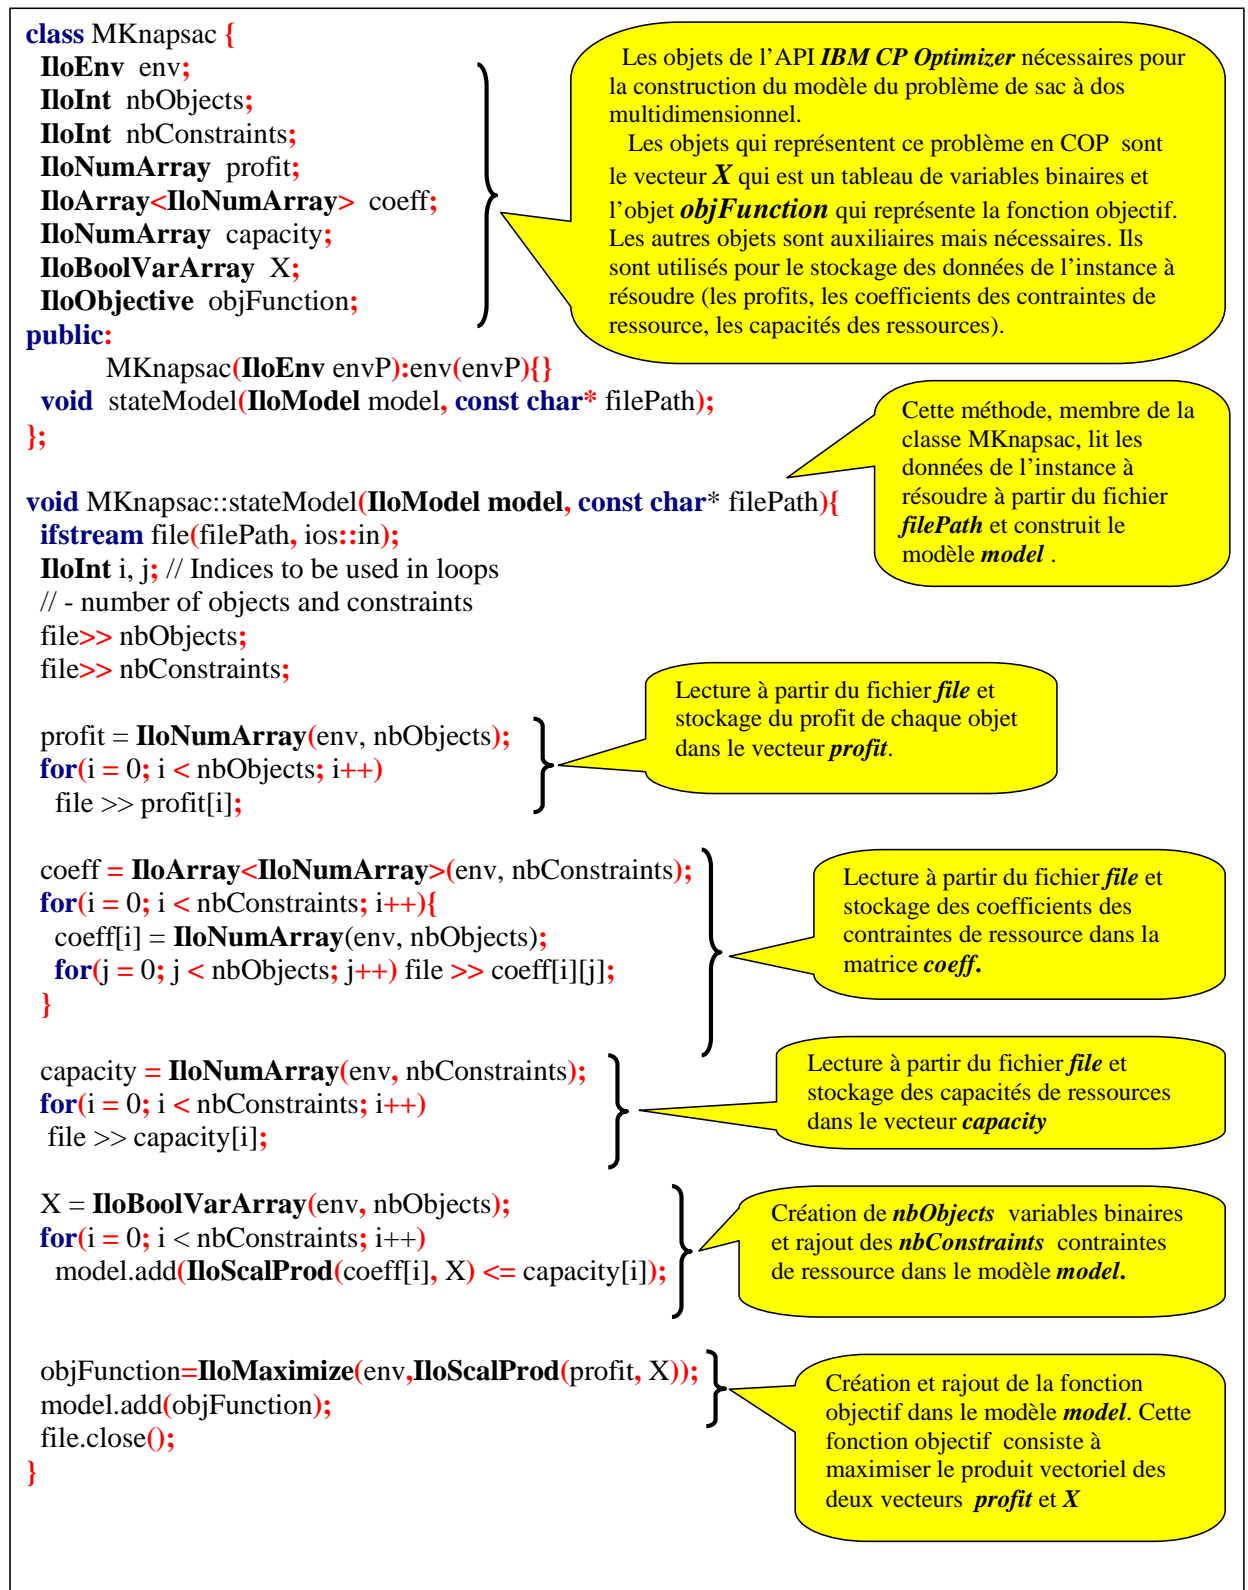 class MKnapsac {
IloEnv env;
IloInt nbObjects;
IloInt nbConstraints;
IloNumArray profit;
IloArray<IloNumArray> coeff;
IloNumArray capacity;
IloBoolVarArray X;
IloObjective objFunction;
public:
MKnapsac(IloEnv envP):env(envP){}
void stateModel(IloModel model, const char* filePath);
};
Les objets de l’API IBM CP Optimizer nécessaires pour
la construction du modèle du problème de sac à dos
multidimensionnel.
Les objets qui représentent ce problème en COP sont
le vecteur X qui est un tableau de variables binaires et
l’objet objFunction qui représente la fonction objectif.
Les autres objets sont auxiliaires mais nécessaires. Ils
sont utilisés pour le stockage des données de l’instance à
résoudre (les profits, les coefficients des contraintes de
ressource, les capacités des ressources).
Cette méthode, membre de la
classe MKnapsac, lit les
données de l’instance à
résoudre à partir du fichier
filePath et construit le
modèle model .
void MKnapsac::stateModel(IloModel model, const char* filePath){
ifstream file(filePath, ios::in);
IloInt i, j; // Indices to be used in loops
// - number of objects and constraints
file>> nbObjects;
file>> nbConstraints;
profit = IloNumArray(env, nbObjects);
for(i = 0; i < nbObjects; i++)
file >> profit[i];
Lecture à partir du fichier file et
stockage du profit de chaque objet
dans le vecteur profit.
coeff = IloArray<IloNumArray>(env, nbConstraints);
for(i = 0; i < nbConstraints; i++){
coeff[i] = IloNumArray(env, nbObjects);
for(j = 0; j < nbObjects; j++) file >> coeff[i][j];
}
Lecture à partir du fichier file et
stockage des coefficients des
contraintes de ressource dans la
matrice coeff.
capacity = IloNumArray(env, nbConstraints);
for(i = 0; i < nbConstraints; i++)
file >> capacity[i];
Lecture à partir du fichier file et
stockage des capacités de ressources
dans le vecteur capacity
X = IloBoolVarArray(env, nbObjects);
for(i = 0; i < nbConstraints; i++)
model.add(IloScalProd(coeff[i], X) <= capacity[i]);
Création de nbObjects variables binaires
et rajout des nbConstraints contraintes
de ressource dans le modèle model.
objFunction=IloMaximize(env,IloScalProd(profit, X));
model.add(objFunction);
file.close();
}
Création et rajout de la fonction
objectif dans le modèle model. Cette
fonction objectif consiste à
maximiser le produit vectoriel des
deux vecteurs profit et X